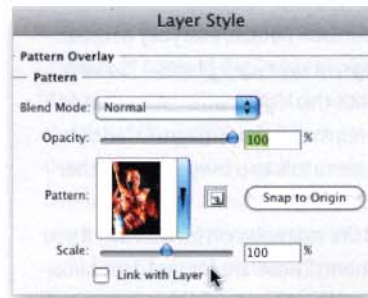 Layer Style
Pattern Overlay
Pattern
Blend Mode: Normal
Opacity: 100 %
Pattern: Snap to Origin
Scale: 100 %
Link with Layer